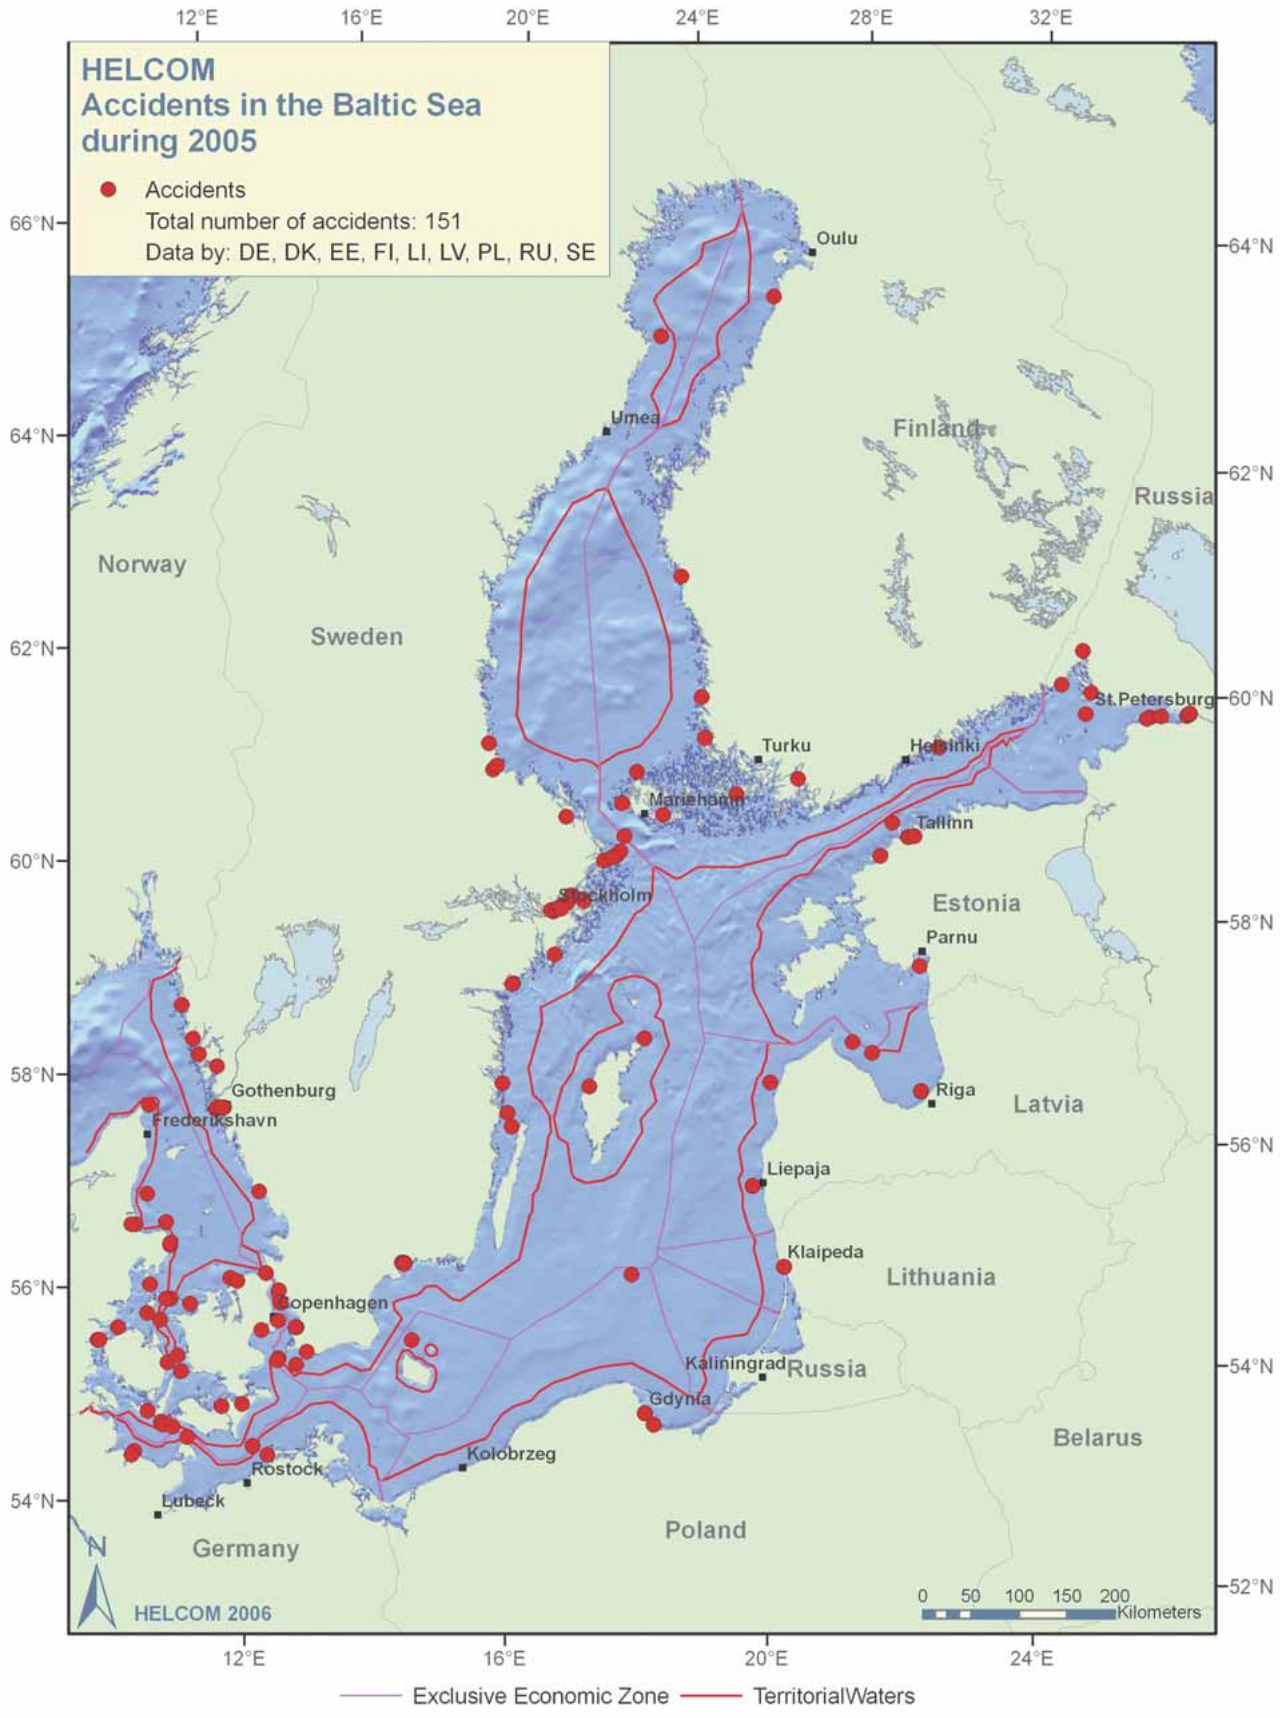 12°E 16°E 20°E 24°E 28°E 32°E
HELCOM
Accidents in the Baltic Sea
during 2005
Accidents
Total number of accidents: 151
Data by: DE, DK, EE, FI, LI, LV, PL, RU, SE
66°N
Oulu
64°N
Umea
64°N
Finland
62°N
Russia
Norway
Sweden
62°N
St.Petersburg
60°N
Turku
Helsinki
Mariehamn
Tallinn
60°N
Stockholm
Estonia
58°N
Parnu
58°N
Gothenburg
Riga
Latvia
Frederikshavn
56°N
Liepaja
Klaipeda
Lithuania
56°N
Copenhagen
Kaliningrad
Russia
54°N
Gdynia
Belarus
Kolobrzeg
Rostock
54°N
Lubeck
Poland
Germany
N
52°N
0 50 100 150 200
Kilometers
HELCOM 2006
12°E 16°E 20°E 24°E
Exclusive Economic Zone
TerritorialWaters